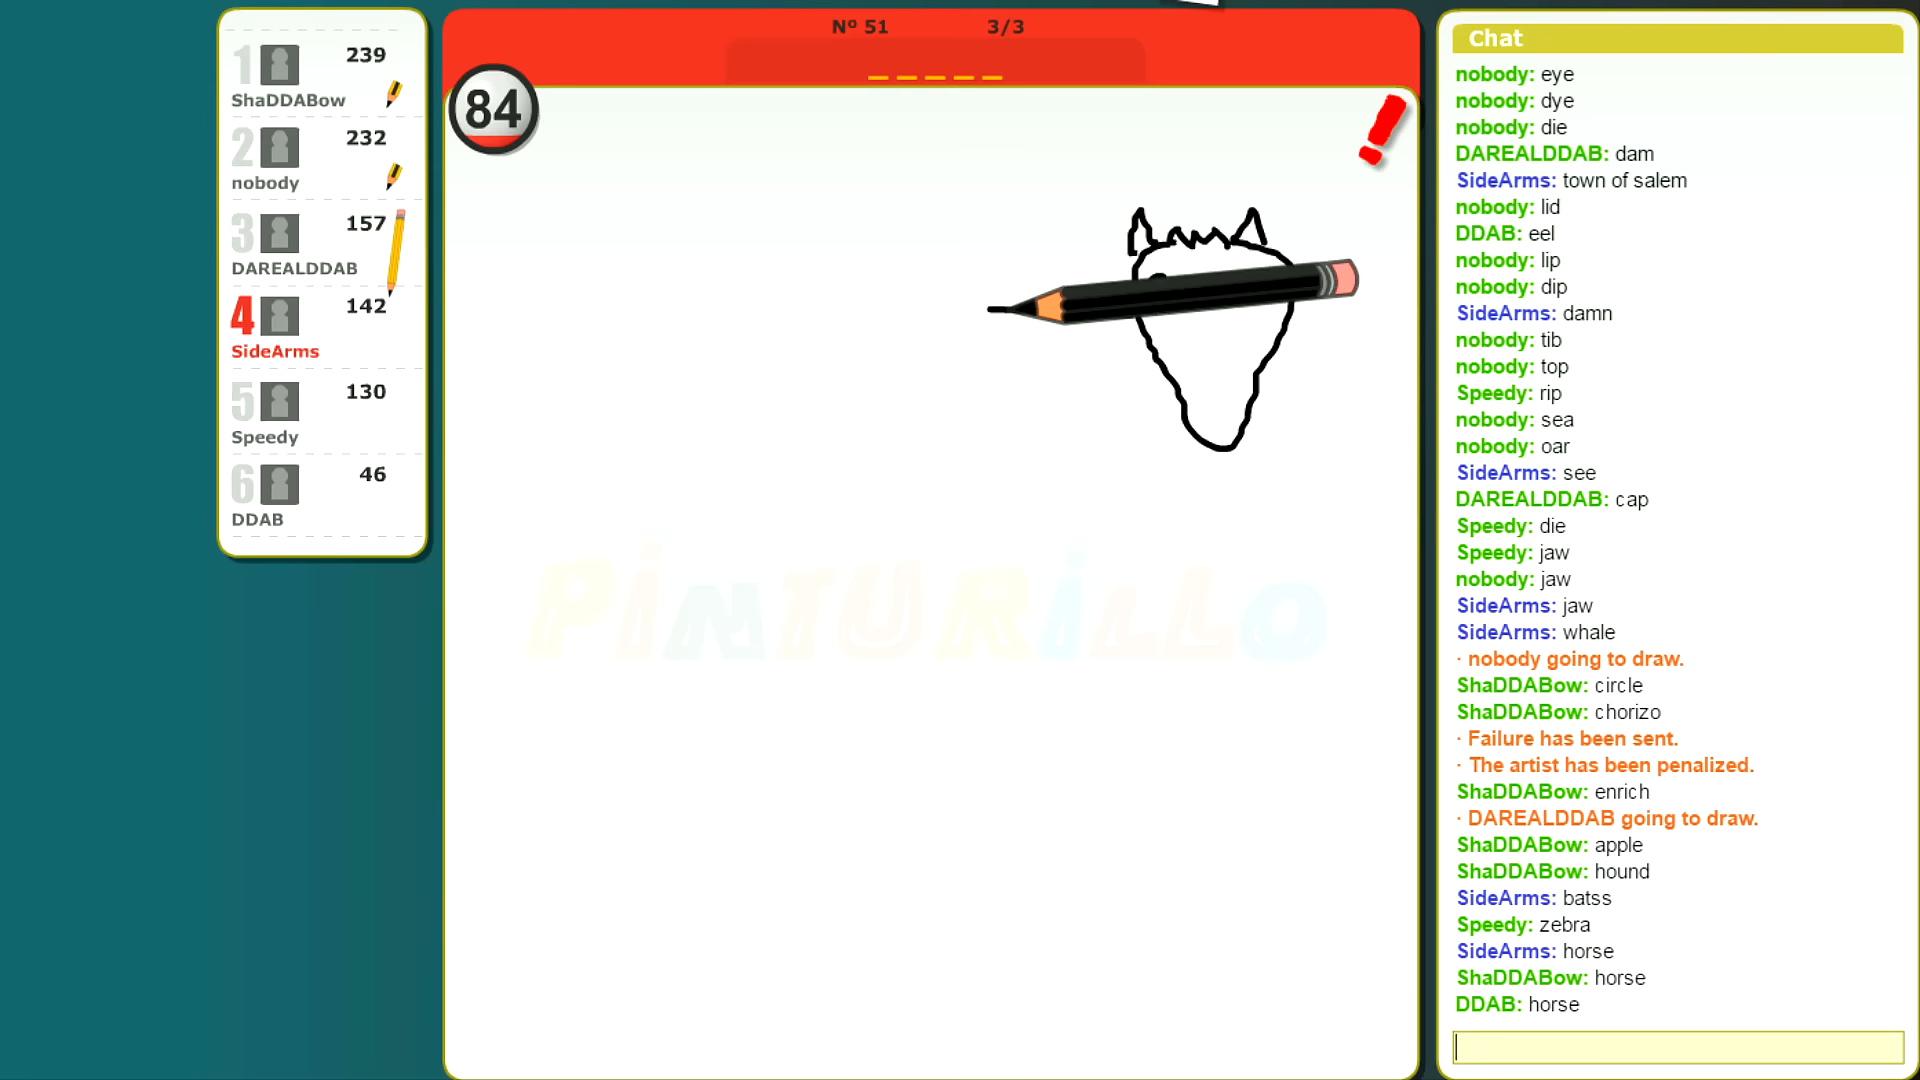 Nº 51
3/3
_ _ _ _ _
84
1
239
ShaDDABow
2
232
nobody
3
157
DAREALDDAB
4
142
SideArms
5
130
Speedy
6
46
DDAB
PINTURILLO
Chat
nobody: eye
nobody: dye
nobody: die
DAREALDDAB: dam
SideArms: town of salem
nobody: lid
DDAB: eel
nobody: lip
nobody: dip
SideArms: damn
nobody: tib
nobody: top
Speedy: rip
nobody: sea
nobody: oar
SideArms: see
DAREALDDAB: cap
Speedy: die
Speedy: jaw
nobody: jaw
SideArms: jaw
SideArms: whale
· nobody going to draw.
ShaDDABow: circle
ShaDDABow: chorizo
· Failure has been sent.
· The artist has been penalized.
ShaDDABow: enrich
· DAREALDDAB going to draw.
ShaDDABow: apple
ShaDDABow: hound
SideArms: batss
Speedy: zebra
SideArms: horse
ShaDDABow: horse
DDAB: horse